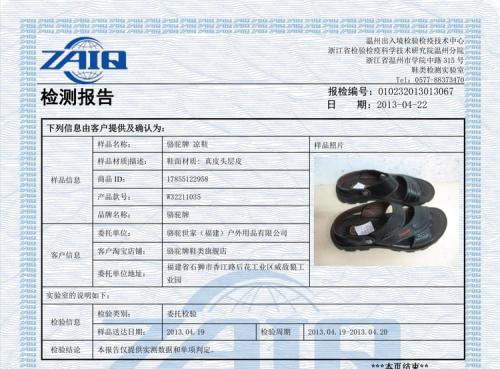 ZAIQ
温州出入境检验检疫技术中心
浙江省检验检疫科学技术研究院温州分院
浙江省温州市学院中路 315 号
鞋类检测实验室
Tel:0577-88373470
检测报告
报检编号: 010232013013067
日 期: 2013-04-22
下列信息由客户提供及确认为:
样品信息
样品名称: 骆驼牌 凉鞋 样品照片
样品材质|描述: 鞋面材质: 真皮头层皮
商品 ID: 17855122958
产品款号: W32211035
品牌名称: 骆驼牌
客户信息
委托单位: 骆驼世家(福建)户外用品有限公司
客户淘宝店铺: 骆驼牌鞋类旗舰店
委托单位地址: 福建省石狮市香江路后花工业区威敌狼工
业园
实验室的说明如下:
检验信息
检验类别: 委托检验
样品送达日期: 2013.04.19 检验周期 2013.04.19-2013.04.20
检验结论 本报告仅提供实测数据和单项判定。
***本页结束**